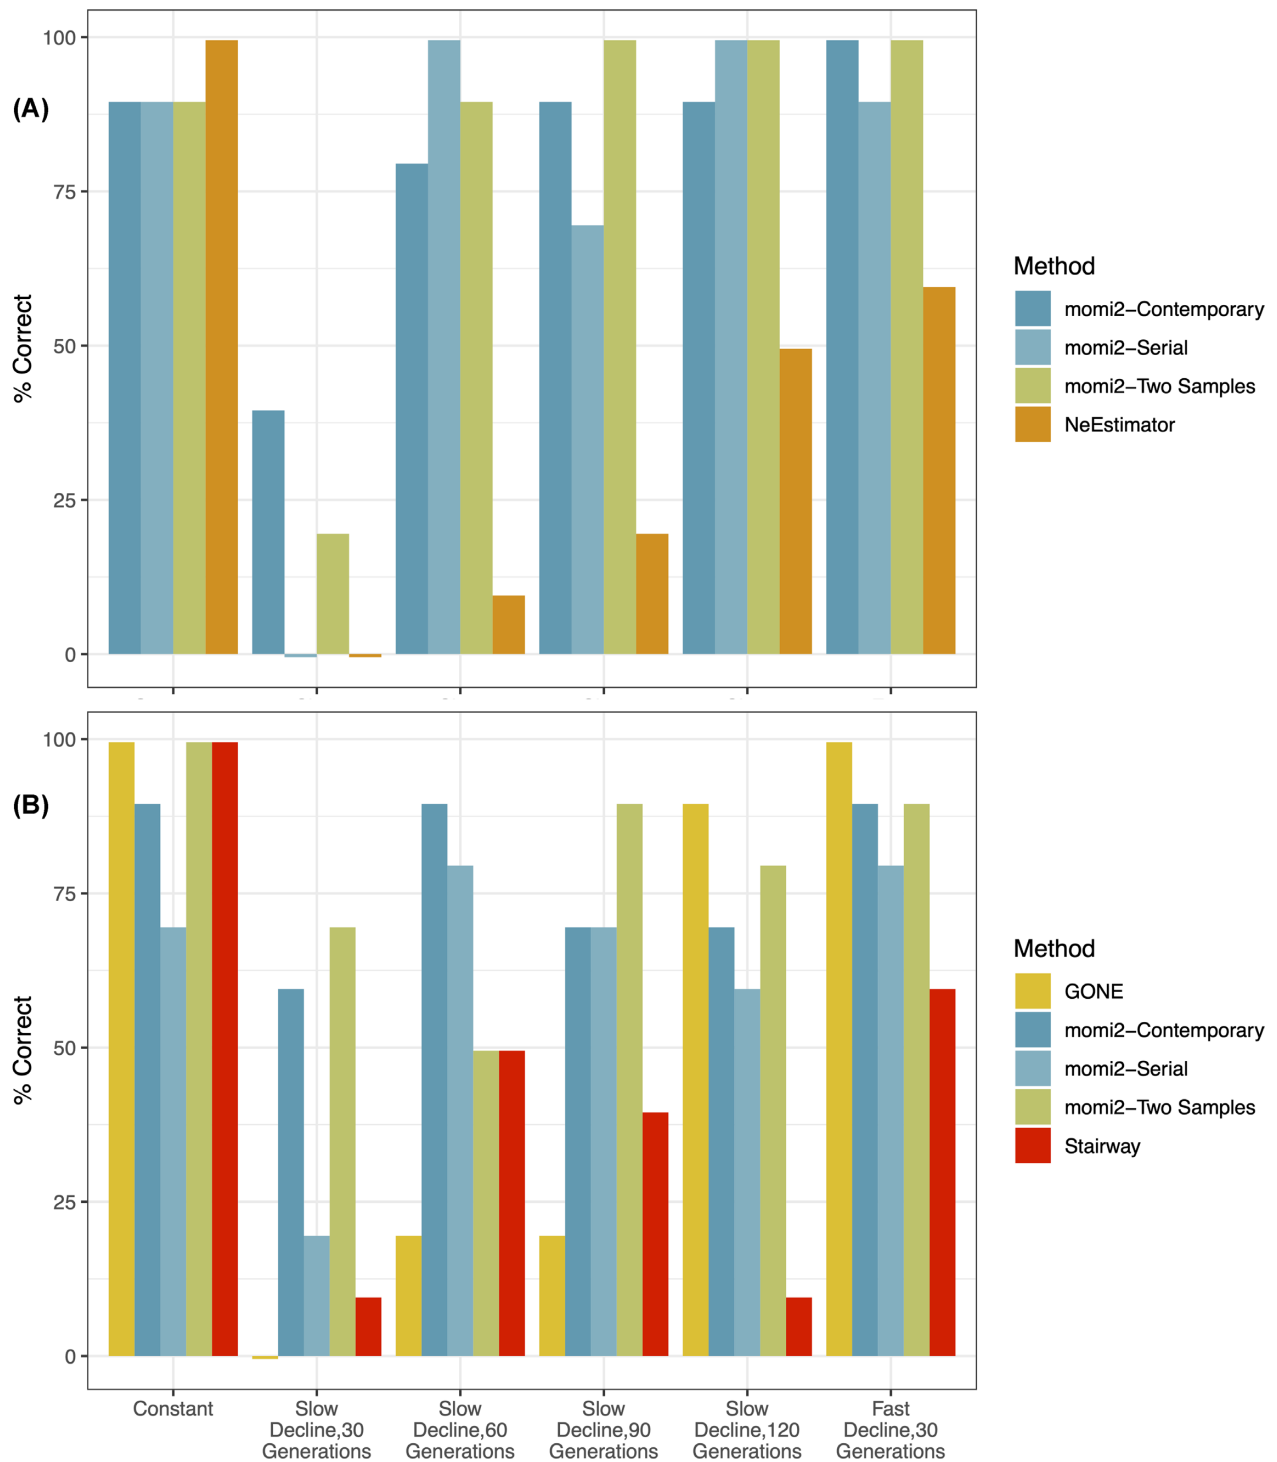 (A)
100
75
50
25
0
% Correct
Method
momi2−Contemporary
momi2−Serial
momi2−Two Samples
NeEstimator
(B)
100
75
50
25
0
% Correct
Method
GONE
momi2−Contemporary
momi2−Serial
momi2−Two Samples
Stairway
Constant
Slow
Decline,30
Generations
Slow
Decline,60
Generations
Slow
Decline,90
Generations
Slow
Decline,120
Generations
Fast
Decline,30
Generations